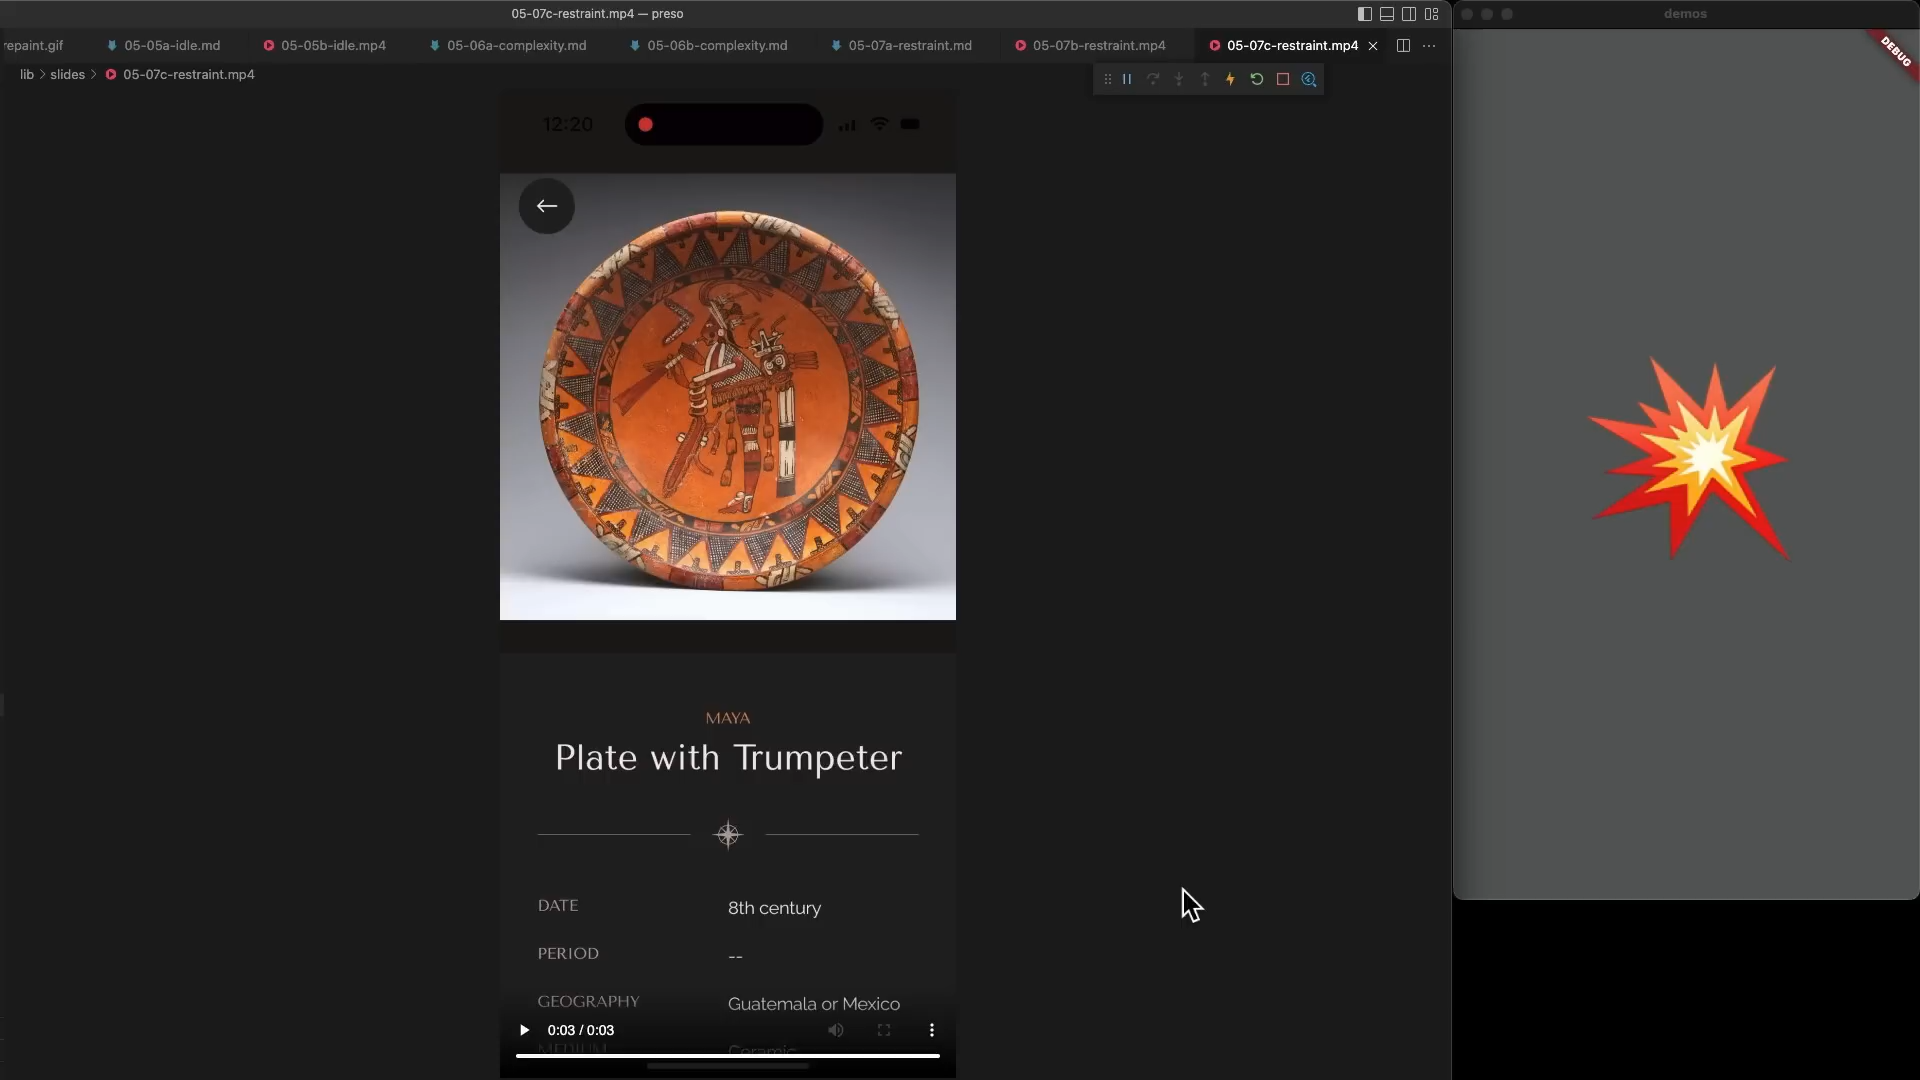 05-07c-restraint.mp4 — preso
demos
repaint.gif
05-05a-idle.md
05-05b-idle.mp4
05-06a-complexity.md
05-06b-complexity.md
05-07a-restraint.md
05-07b-restraint.mp4
05-07c-restraint.mp4
lib > slides > 05-07c-restraint.mp4
DEBUG
12:20
MAYA
Plate with Trumpeter
DATE 8th century
PERIOD --
GEOGRAPHY Guatemala or Mexico
0:03 / 0:03
MEDIUM Ceramic